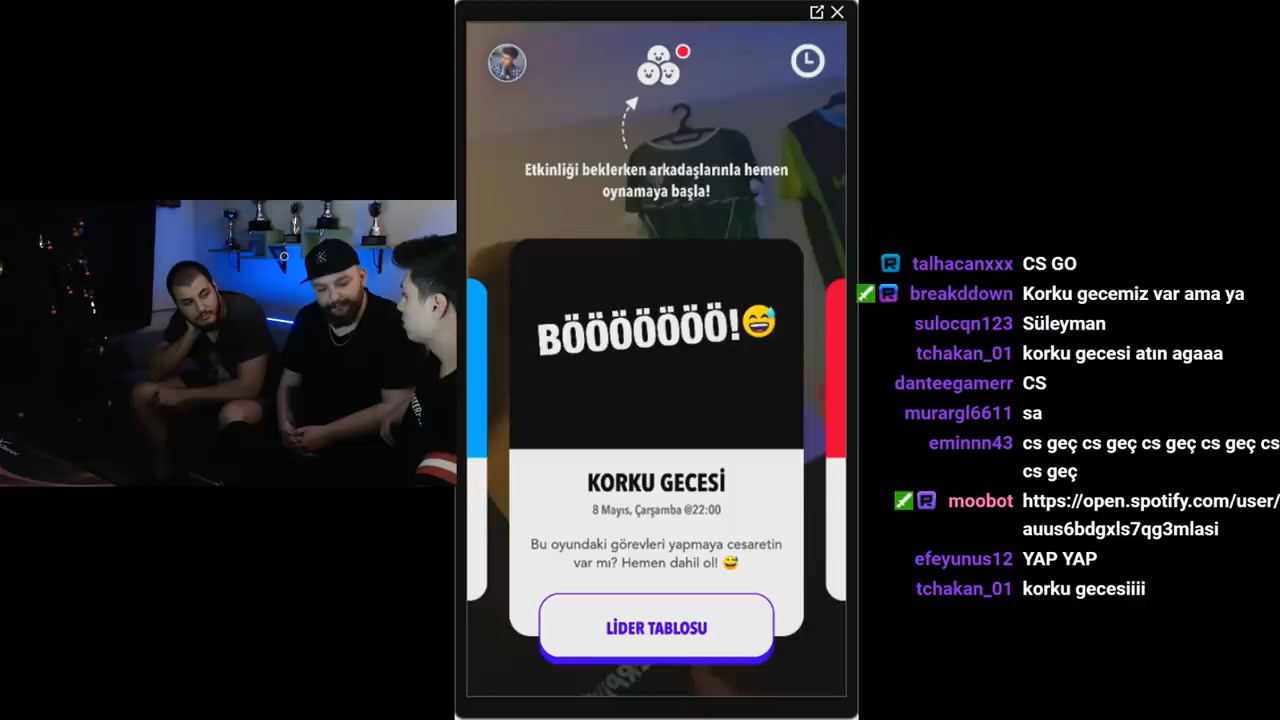 Etkinliği beklerken arkadaşlarınla hemen
oynamaya başla!
BÖÖÖÖÖÖÖ!😅
KORKU GECESİ
8 Mayıs, Çarşamba @22:00
Bu oyundaki görevleri yapmaya cesaretin
var mı? Hemen dahil ol! 😅
LİDER TABLOSU
talhacanxxx CS GO
breakddown Korku gecemiz var ama ya
sulocqn123 Süleyman
tchakan_01 korku gecesi atın agaaa
danteegamerr CS
murargl6611 sa
eminnn43 cs geç cs geç cs geç cs geç cs
cs geç
moobot https://open.spotify.com/user/
auus6bdgxls7qg3mlasi
efeyunus12 YAP YAP
tchakan_01 korku gecesiiii